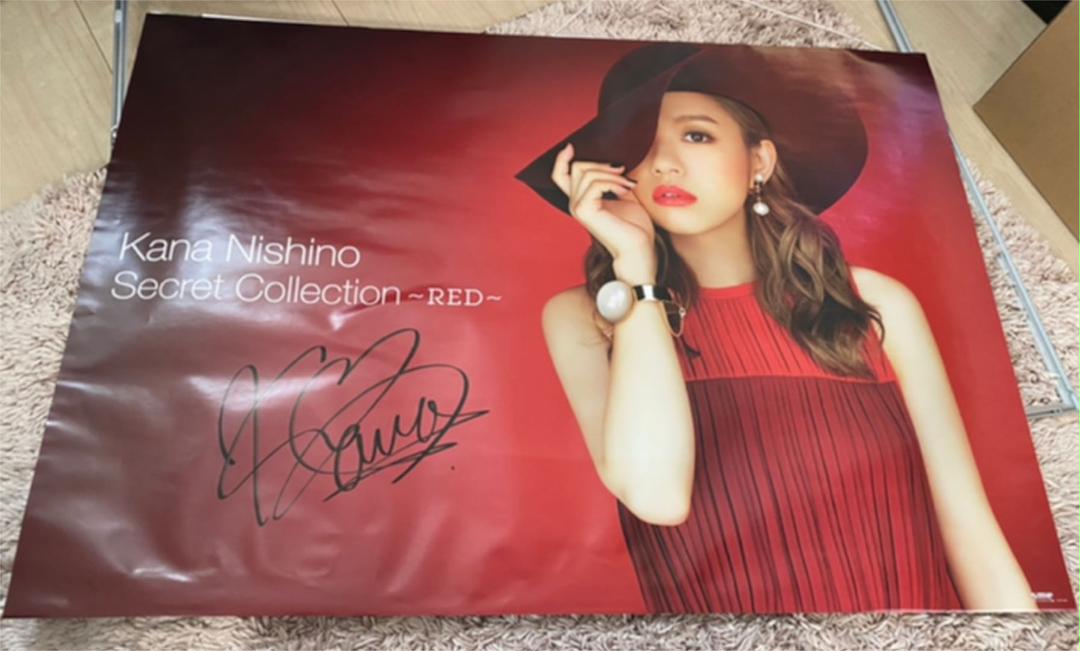 Kana Nishino
Secret Collection ~RED~
Kana